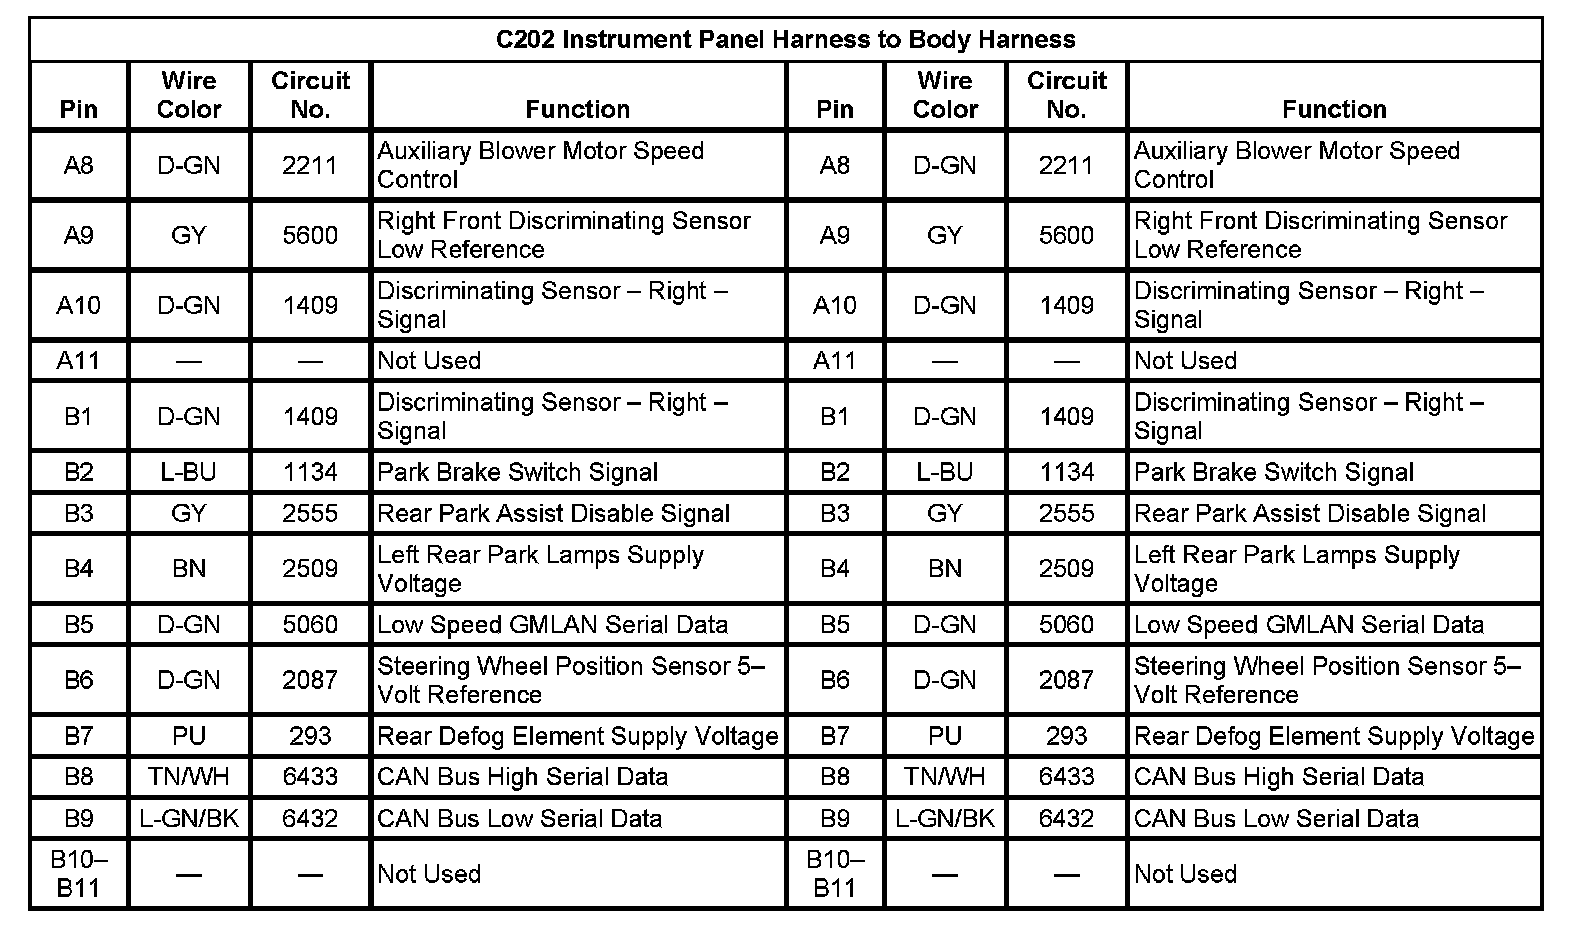 C202 Instrument Panel Harness to Body Harness
Pin Wire Color Circuit No. Function Pin Wire Color Circuit No. Function
A8 D-GN 2211 Auxiliary Blower Motor Speed Control A8 D-GN 2211 Auxiliary Blower Motor Speed Control
A9 GY 5600 Right Front Discriminating Sensor Low Reference A9 GY 5600 Right Front Discriminating Sensor Low Reference
A10 D-GN 1409 Discriminating Sensor – Right – Signal A10 D-GN 1409 Discriminating Sensor – Right – Signal
A11 — — Not Used A11 — — Not Used
B1 D-GN 1409 Discriminating Sensor – Right – Signal B1 D-GN 1409 Discriminating Sensor – Right – Signal
B2 L-BU 1134 Park Brake Switch Signal B2 L-BU 1134 Park Brake Switch Signal
B3 GY 2555 Rear Park Assist Disable Signal B3 GY 2555 Rear Park Assist Disable Signal
B4 BN 2509 Left Rear Park Lamps Supply Voltage B4 BN 2509 Left Rear Park Lamps Supply Voltage
B5 D-GN 5060 Low Speed GMLAN Serial Data B5 D-GN 5060 Low Speed GMLAN Serial Data
B6 D-GN 2087 Steering Wheel Position Sensor 5–Volt Reference B6 D-GN 2087 Steering Wheel Position Sensor 5–Volt Reference
B7 PU 293 Rear Defog Element Supply Voltage B7 PU 293 Rear Defog Element Supply Voltage
B8 TN/WH 6433 CAN Bus High Serial Data B8 TN/WH 6433 CAN Bus High Serial Data
B9 L-GN/BK 6432 CAN Bus Low Serial Data B9 L-GN/BK 6432 CAN Bus Low Serial Data
B10–B11 — — Not Used B10–B11 — — Not Used